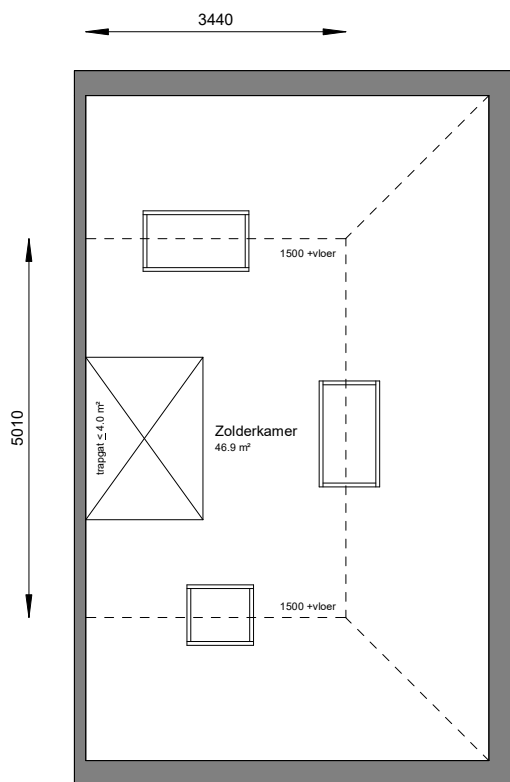 3440
1500 +vloer
5010
trapgat ≤ 4.0 m²
Zolderkamer
46.9 m²
1500 +vloer